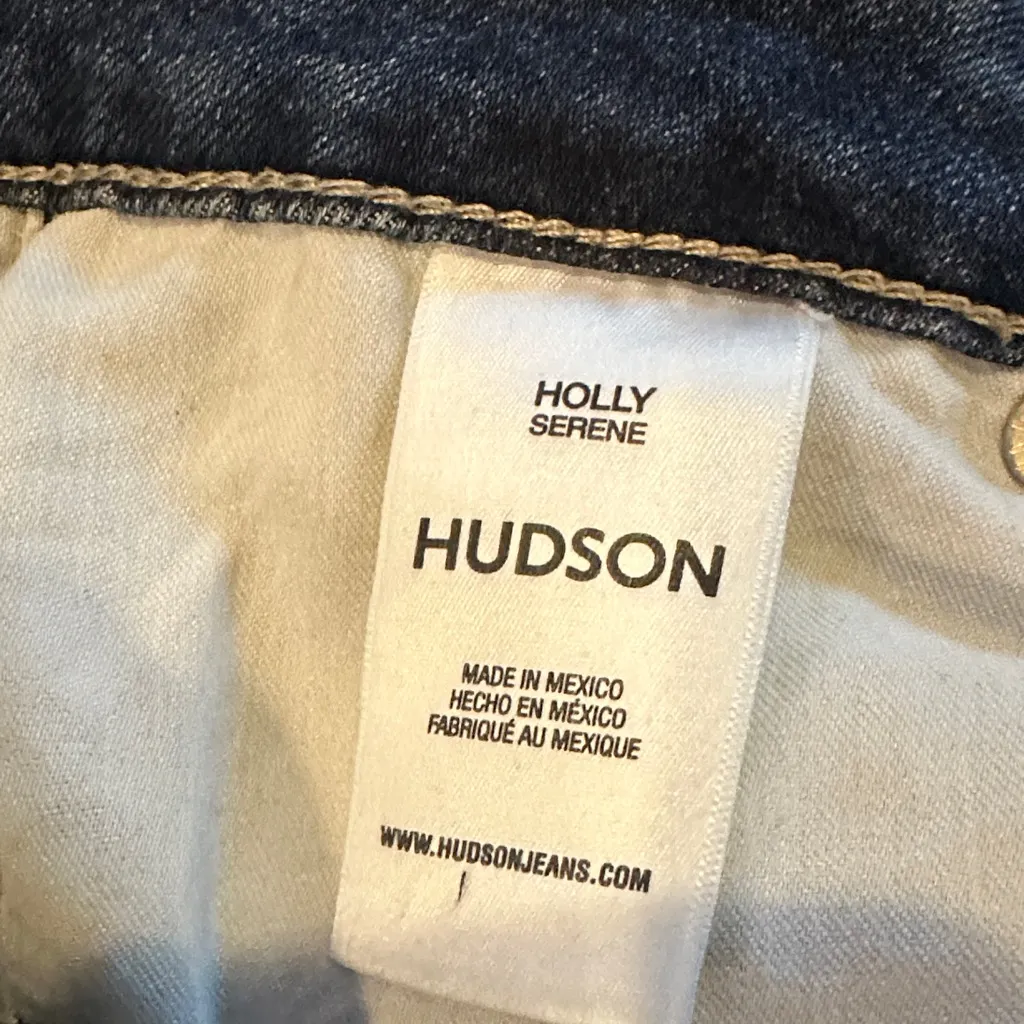 HOLLY
SERENE
HUDSON
MADE IN MEXICO
HECHO EN MÉXICO
FABRIQUÉ AU MEXIQUE
WWW.HUDSONJEANS.COM